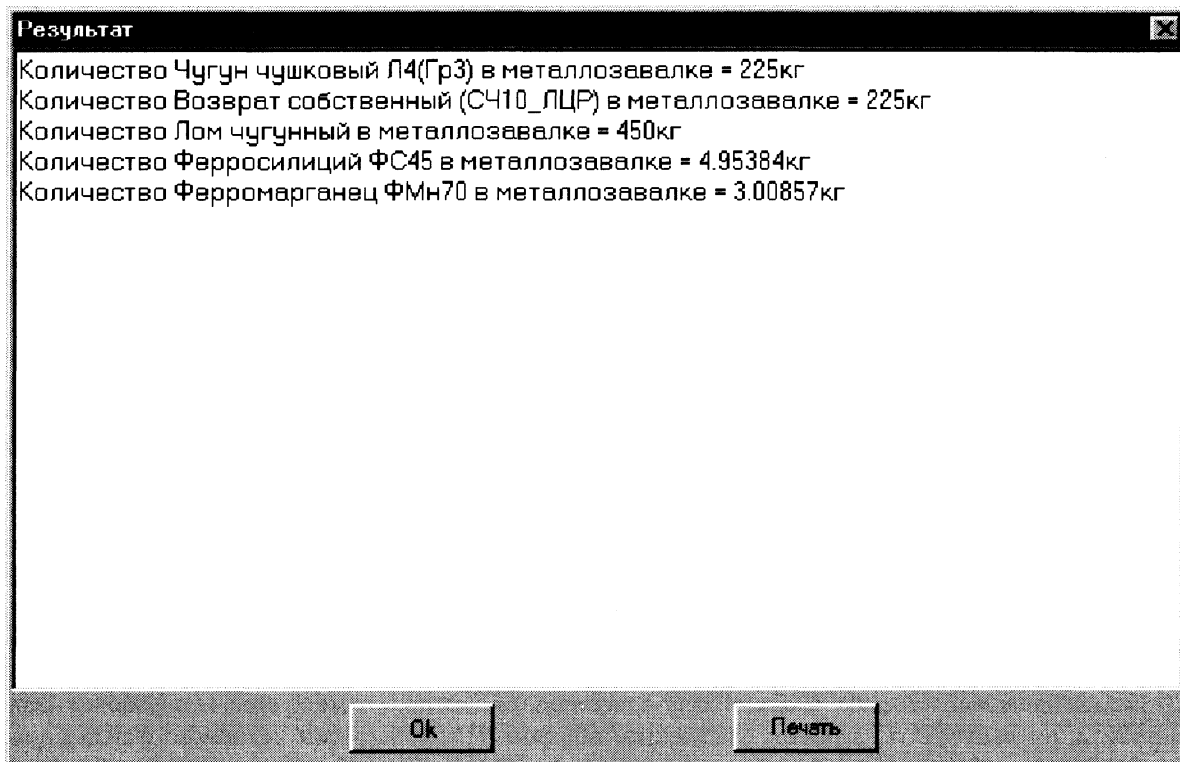 Результат
Количество Чугун чушковый Л4(Гр3) в металлозавалке = 225кг
Количество Возврат собственный (СЧ10_ЛЦР) в металлозавалке = 225кг
Количество Лом чугунный в металлозавалке = 450кг
Количество Ферросилиций ФС45 в металлозавалке = 4.95384кг
Количество Ферромарганец ФМн70 в металлозавалке = 3.00857кг
Ok
Печать